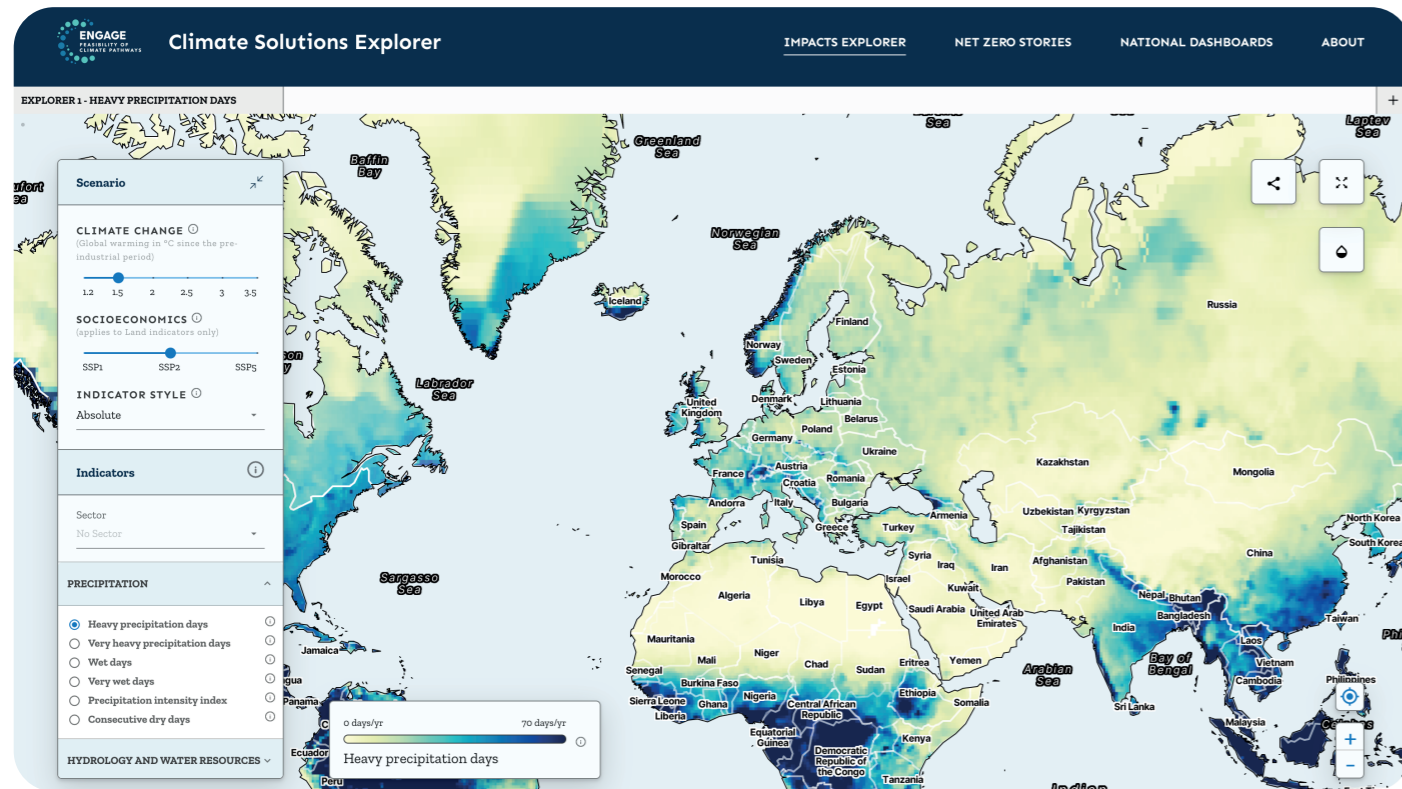 ENGAGE
FEASIBILITY OF
CLIMATE PATHWAYS
Climate Solutions Explorer
IMPACTS EXPLORER
NET ZERO STORIES
NATIONAL DASHBOARDS
ABOUT
EXPLORER 1 - HEAVY PRECIPITATION DAYS
+
Scenario
CLIMATE CHANGE
(Global warming in °C since the pre-
industrial period)
1.2 1.5 2 2.5 3 3.5
SOCIOECONOMICS
(applies to Land indicators only)
SSP1 SSP2 SSP5
INDICATOR STYLE
Absolute
Indicators
Sector
No Sector
PRECIPITATION
Heavy precipitation days
Very heavy precipitation days
Wet days
Very wet days
Precipitation intensity index
Consecutive dry days
HYDROLOGY AND WATER RESOURCES
0 days/yr 70 days/yr
Heavy precipitation days
Greenland
Sea
Sea
Laptev
Sea
Baffin
Bay
Norwegian
Sea
Labrador
Sea
Sargasso
Sea
Iceland
Russia
Finland
Norway
Sweden
Estonia
United
Kingdom
Denmark
Lithuania
Belarus
Poland
Germany
Ukraine
France
Austria
Croatia
Romania
Andorra
Italy
Bulgaria
Spain
Greece
Turkey
Armenia
Gibraltar
Kazakhstan
Mongolia
Uzbekistan
Kyrgyzstan
Tajikistan
North Korea
South Korea
China
Tunisia
Morocco
Algeria
Libya
Egypt
Syria
Israel
Iraq
Iran
Kuwait
Afghanistan
Pakistan
Saudi Arabia
United Arab
Emirates
Nepal
Bhutan
Bangladesh
India
Taiwan
Laos
Vietnam
Cambodia
Philippines
Mauritania
Mali
Niger
Chad
Sudan
Eritrea
Yemen
Arabian
Sea
Bay of
Bengal
Senegal
Burkina Faso
Sierra Leone
Ghana
Nigeria
Liberia
Central African
Republic
Ethiopia
Somalia
Sri Lanka
Malaysia
Equatorial
Guinea
Democratic
Republic of
the Congo
Kenya
Tanzania
Jamaica
Panama
Ecuador
Peru
Indian
+
−